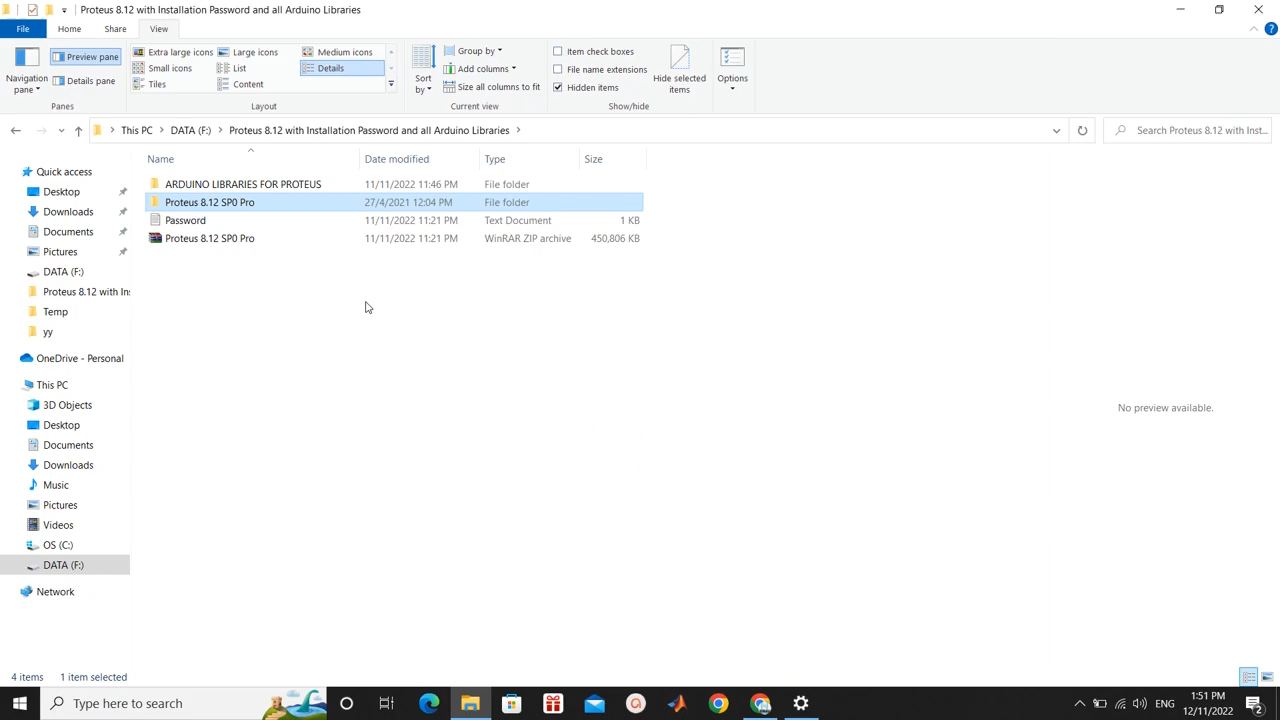 Proteus 8.12 with Installation Password and all Arduino Libraries
File Home Share View
Navigation pane
Preview pane
Details pane
Panes
Extra large icons Large icons Medium icons
Small icons List Details
Tiles Content
Layout
Sort by
Group by
Add columns
Size all columns to fit
Current view
Item check boxes
File name extensions
Hidden items
Hide selected items
Show/hide
Options
This PC DATA (F:) Proteus 8.12 with Installation Password and all Arduino Libraries
Search Proteus 8.12 with Inst...
Name Date modified Type Size
ARDUINO LIBRARIES FOR PROTEUS 11/11/2022 11:46 PM File folder
Proteus 8.12 SP0 Pro 27/4/2021 12:04 PM File folder
Password 11/11/2022 11:21 PM Text Document 1 KB
Proteus 8.12 SP0 Pro 11/11/2022 11:21 PM WinRAR ZIP archive 450,806 KB
Quick access
Desktop
Downloads
Documents
Pictures
DATA (F:)
Proteus 8.12 with Ins
Temp
yy
OneDrive - Personal
This PC
3D Objects
Desktop
Documents
Downloads
Music
Pictures
Videos
OS (C:)
DATA (F:)
Network
No preview available.
4 items 1 item selected
Type here to search
ENG
1:51 PM
12/11/2022
2